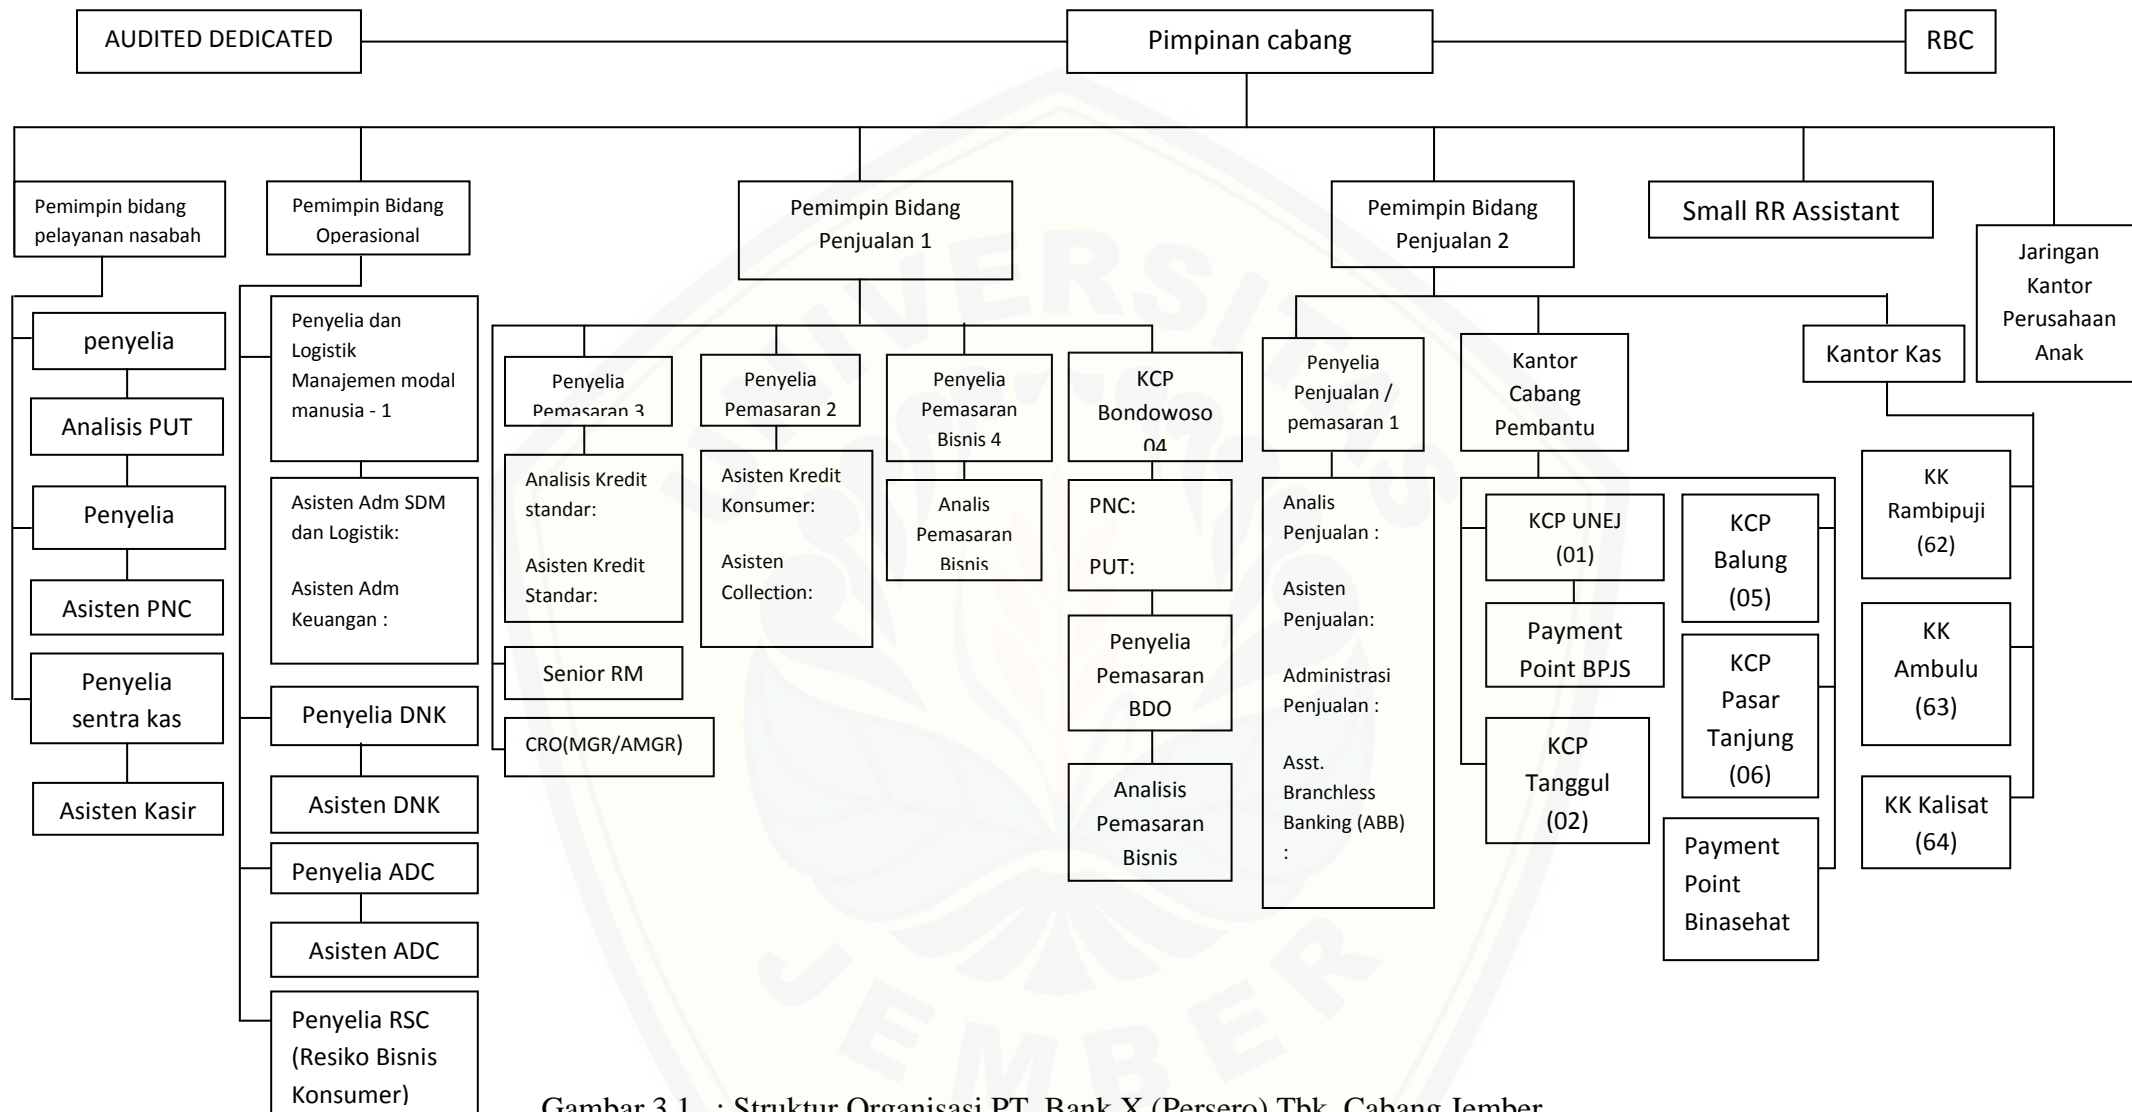 AUDITED DEDICATED
Pimpinan cabang
RBC
Pemimpin bidang
pelayanan nasabah
Pemimpin Bidang
Operasional
Pemimpin Bidang
Penjualan 1
Pemimpin Bidang
Penjualan 2
Small RR Assistant
Jaringan
Kantor
Perusahaan
Anak
penyelia
Analisis PUT
Penyelia
Asisten PNC
Penyelia
sentra kas
Asisten Kasir
Penyelia dan
Logistik
Manajemen modal
manusia - 1
Asisten Adm SDM
dan Logistik:
Asisten Adm
Keuangan :
Penyelia DNK
Asisten DNK
Penyelia ADC
Asisten ADC
Penyelia RSC
(Resiko Bisnis
Konsumer)
Penyelia
Pemasaran 3
Analisis Kredit
standar:
Asisten Kredit
Standar:
Senior RM
CRO(MGR/AMGR)
Penyelia
Pemasaran 2
Asisten Kredit
Konsumer:
Asisten
Collection:
Penyelia
Pemasaran
Bisnis 4
Analis
Pemasaran
Bisnis
KCP
Bondowoso
04
PNC:
PUT:
Penyelia
Pemasaran
BDO
Analisis
Pemasaran
Bisnis
Penyelia
Penjualan /
pemasaran 1
Analis
Penjualan :
Asisten
Penjualan:
Administrasi
Penjualan :
Asst.
Branchless
Banking (ABB)
:
Kantor
Cabang
Pembantu
KCP UNEJ
(01)
Payment
Point BPJS
KCP
Tanggul
(02)
KCP
Balung
(05)
KCP
Pasar
Tanjung
(06)
Payment
Point
Binasehat
Kantor Kas
KK
Rambipuji
(62)
KK
Ambulu
(63)
KK Kalisat
(64)
UNIVERSITAS
JEMBER
Gambar 3.1 : Struktur Organisasi PT. Bank X (Persero) Tbk. Cabang Jember